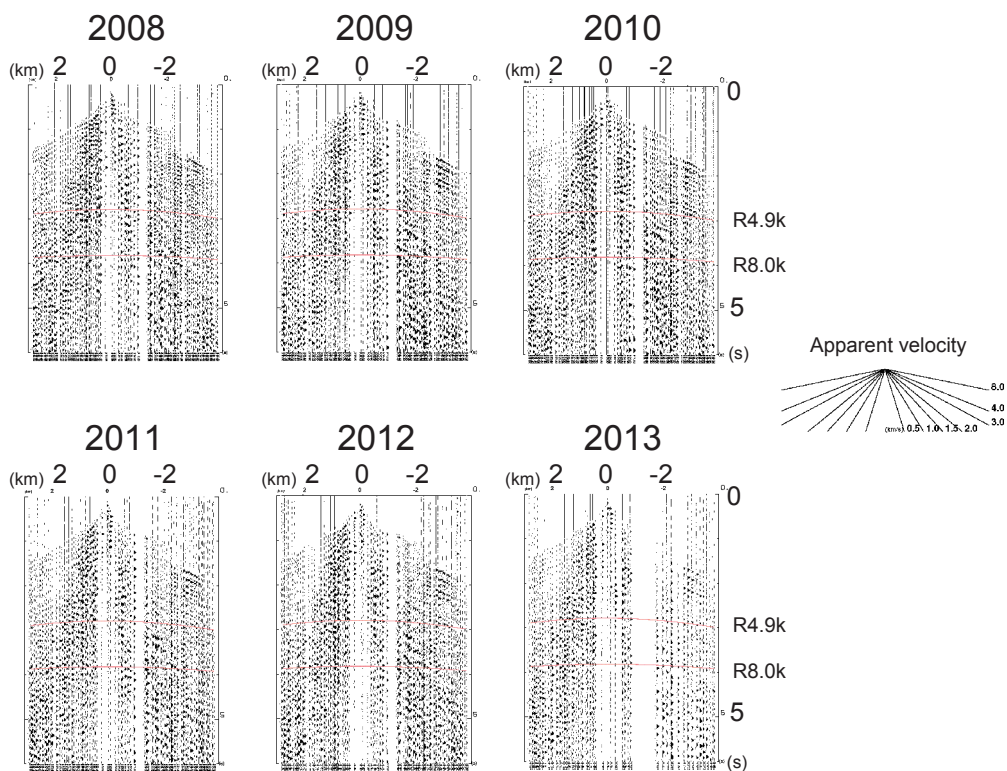 2008 2009 2010
(km) 2 0 -2 (km) 2 0 -2 (km) 2 0 -2
0
R4.9k
R8.0k
5
(s)
Apparent velocity
8.0
4.0
3.0
(km/s) 0.5 1.0 1.5 2.0
2011 2012 2013
(km) 2 0 -2 (km) 2 0 -2 (km) 2 0 -2
0
R4.9k
R8.0k
5
(s)